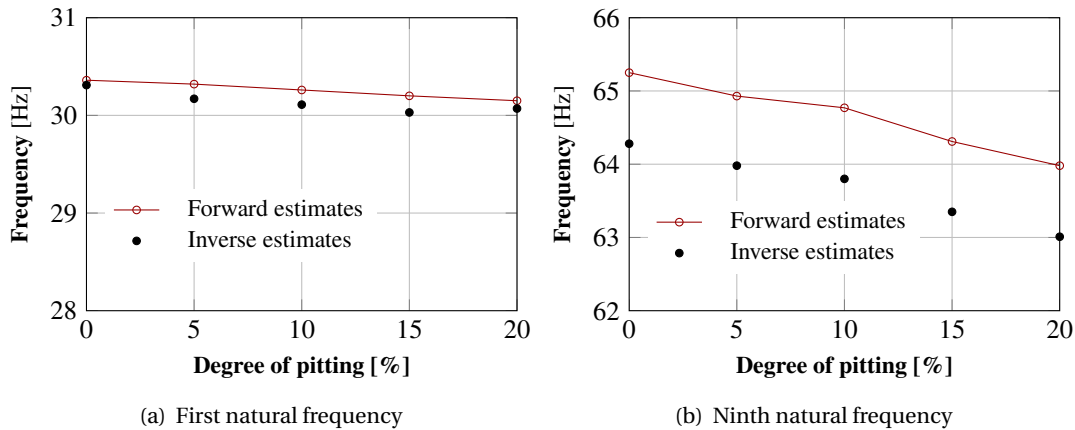 31
30
29
28
Frequency [Hz]
Forward estimates
Inverse estimates
0 5 10 15 20
Degree of pitting [%]
(a) First natural frequency
66
65
64
63
62
Frequency [Hz]
Forward estimates
Inverse estimates
0 5 10 15 20
Degree of pitting [%]
(b) Ninth natural frequency